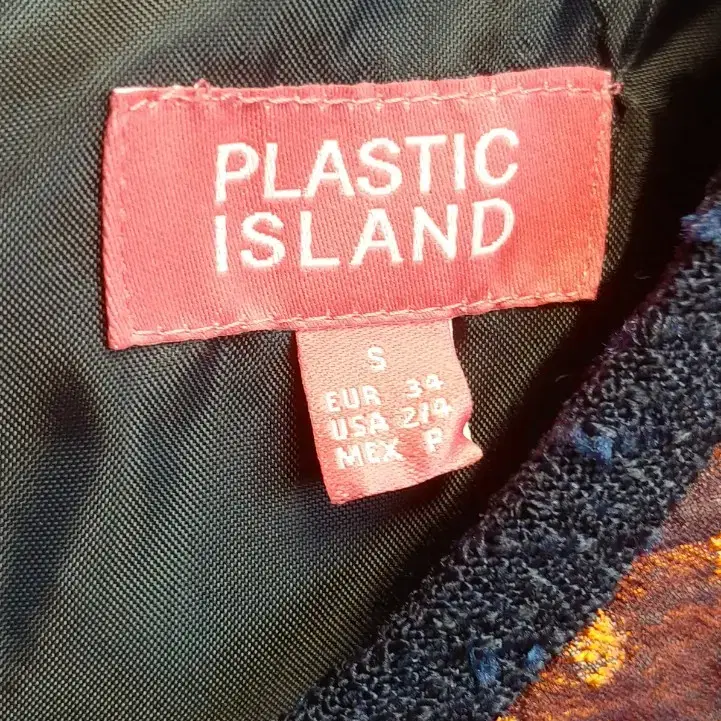 PLASTIC
ISLAND
S
EUR 34
USA 2/4
MEX P